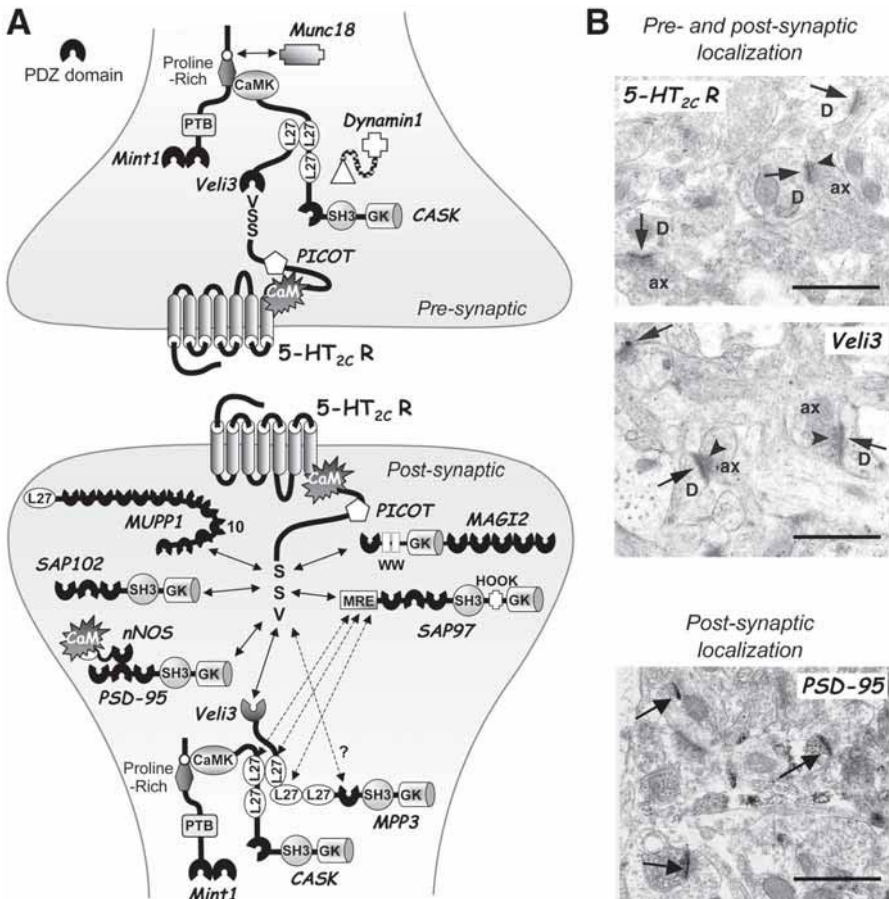 A
PDZ domain
Proline
-Rich
Munc18
CaMK
PTB
Mint1
L27
L27
L27
Dynamin1
Veli3
V
S
S
SH3
GK
CASK
PICOT
CaM
Pre-synaptic
5-HT2C R
5-HT2C R
Post-synaptic
CaM
PICOT
L27
MUPP1
10
MAGI2
WW
GK
SAP102
SH3
GK
S
S
V
HOOK
MRE
SH3
GK
SAP97
CaM
nNOS
SH3
GK
PSD-95
Veli3
?
Proline
-Rich
CaMK
L27
L27
L27
L27
L27
SH3
GK
MPP3
PTB
SH3
GK
CASK
Mint1
B
Pre- and post-synaptic
localization
5-HT2C R
D
D
ax
D
ax
Veli3
ax
D
ax
D
Post-synaptic
localization
PSD-95